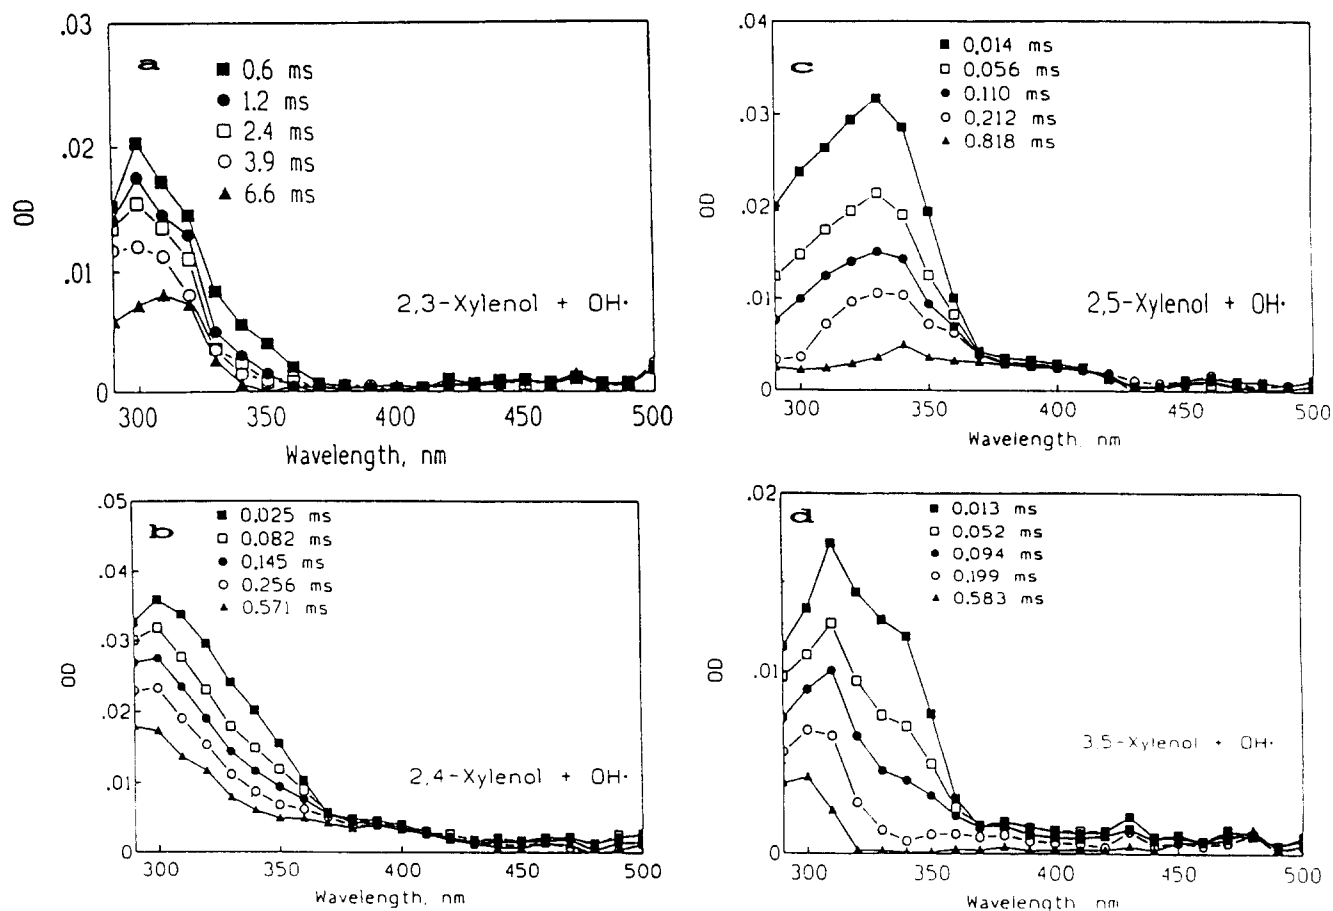 a
.03
.02
.01
0
OD
0.6 ms
1.2 ms
2.4 ms
3.9 ms
6.6 ms
2,3-Xylenol + OH·
300 350 400 450 500
Wavelength, nm
c
.04
.03
.02
.01
0
OD
0.014 ms
0.056 ms
0.110 ms
0.212 ms
0.818 ms
2,5-Xylenol + OH·
300 350 400 450 500
Wavelength, nm
b
.05
.04
.03
.02
.01
0
OD
0.025 ms
0.082 ms
0.145 ms
0.256 ms
0.571 ms
2,4-Xylenol + OH·
300 350 400 450 500
Wavelength, nm
d
.02
.01
0
OD
0.013 ms
0.052 ms
0.094 ms
0.199 ms
0.583 ms
3,5-Xylenol + OH·
300 350 400 450 500
Wavelength, nm